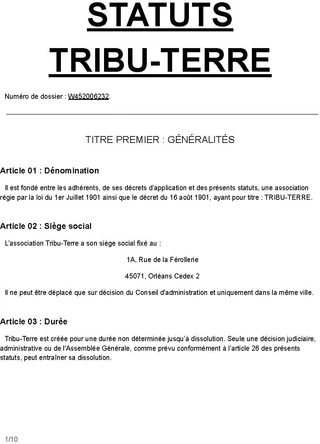 STATUTS
TRIBU-TERRE
Numéro de dossier : W452006232.
TITRE PREMIER : GÉNÉRALITÉS
Article 01 : Dénomination
Il est fondé entre les adhérents, de ses décrets d'application et des présents statuts, une association
régie par la loi du 1er Juillet 1901 ainsi que le décret du 16 août 1901, ayant pour titre : TRIBU-TERRE.
Article 02 : Siège social
L'association Tribu-Terre a son siège social fixé au :
1A, Rue de la Férollerie
45071, Orléans Cedex 2
Il ne peut être déplacé que sur décision du Conseil d'administration et uniquement dans la même ville.
Article 03 : Durée
Tribu-Terre est créée pour une durée non déterminée jusqu'à dissolution. Seule une décision judiciaire,
administrative ou de l'Assemblée Générale, comme prévu conformément à l'article 26 des présents
statuts, peut entraîner sa dissolution.
1/10